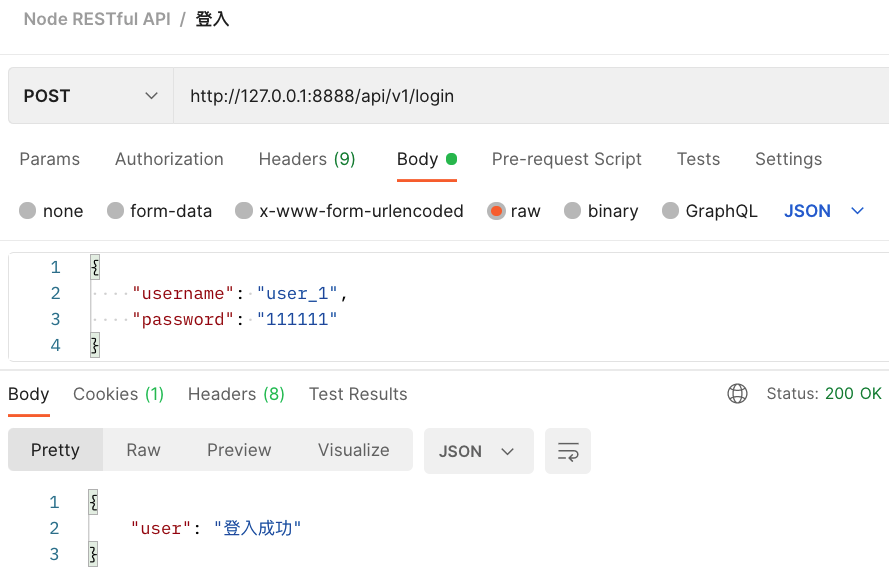 Node RESTful API / 登入
POST http://127.0.0.1:8888/api/v1/login
Params Authorization Headers (9) Body Pre-request Script Tests Settings
none form-data x-www-form-urlencoded raw binary GraphQL JSON
1 {
2 "username": "user_1",
3 "password": "111111"
4 }
Body Cookies (1) Headers (8) Test Results Status: 200 OK
Pretty Raw Preview Visualize JSON
1 {
2 "user": "登入成功"
3 }